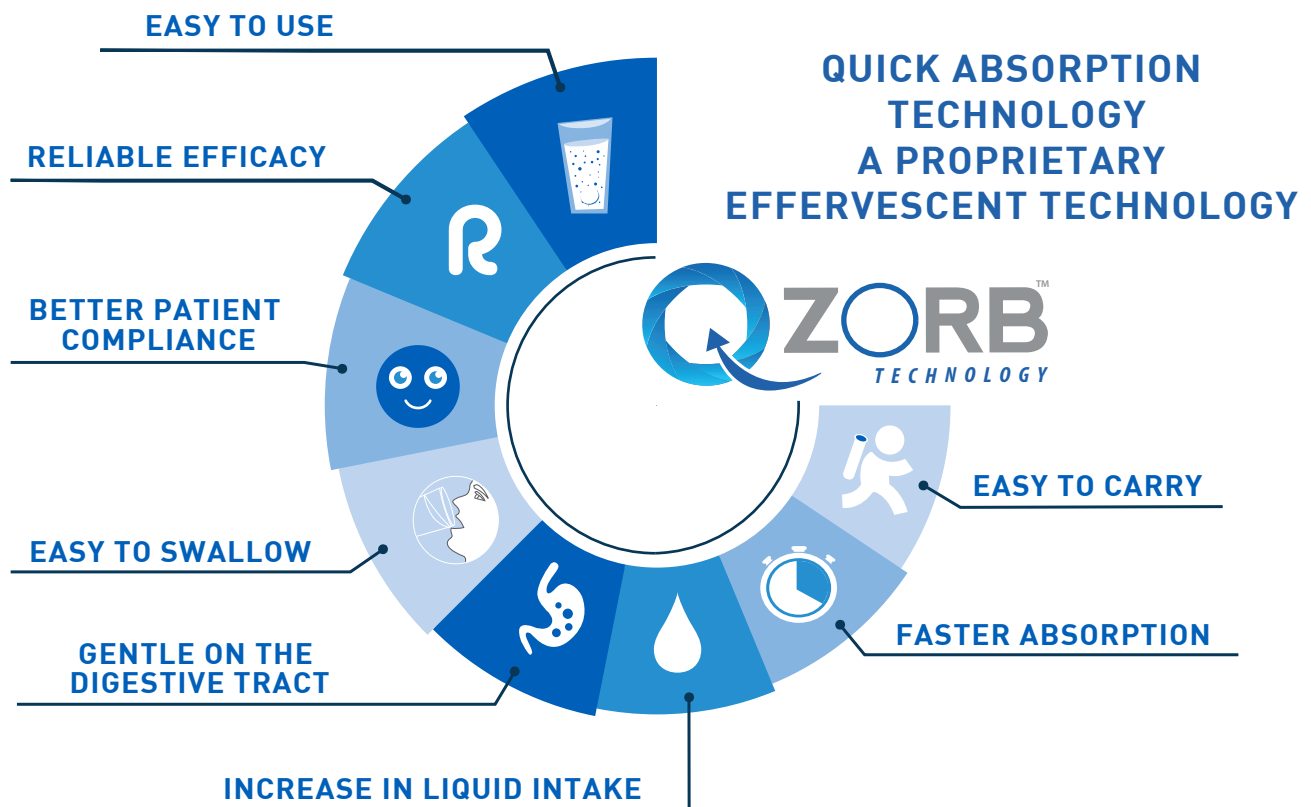 EASY TO USE
QUICK ABSORPTION
TECHNOLOGY
A PROPRIETARY
EFFERVESCENT TECHNOLOGY
RELIABLE EFFICACY
R
QZORB™
TECHNOLOGY
BETTER PATIENT
COMPLIANCE
EASY TO CARRY
EASY TO SWALLOW
FASTER ABSORPTION
GENTLE ON THE
DIGESTIVE TRACT
INCREASE IN LIQUID INTAKE